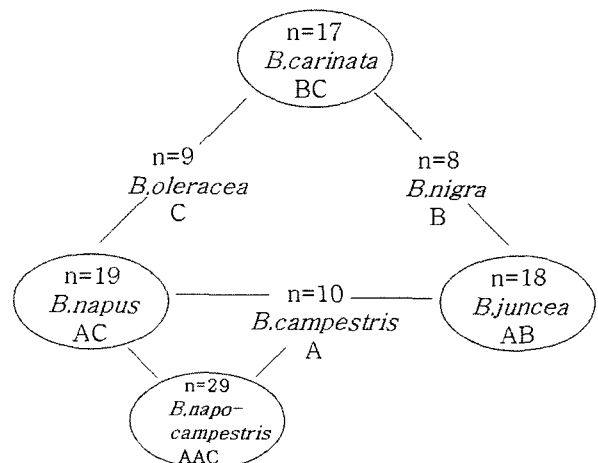 n=17
B.carinata
BC
n=9
B.oleracea
C
n=8
B.nigra
B
n=19
B.napus
AC
n=10
B.campestris
A
n=18
B.juncea
AB
n=29
B.napo-
campestris
AAC